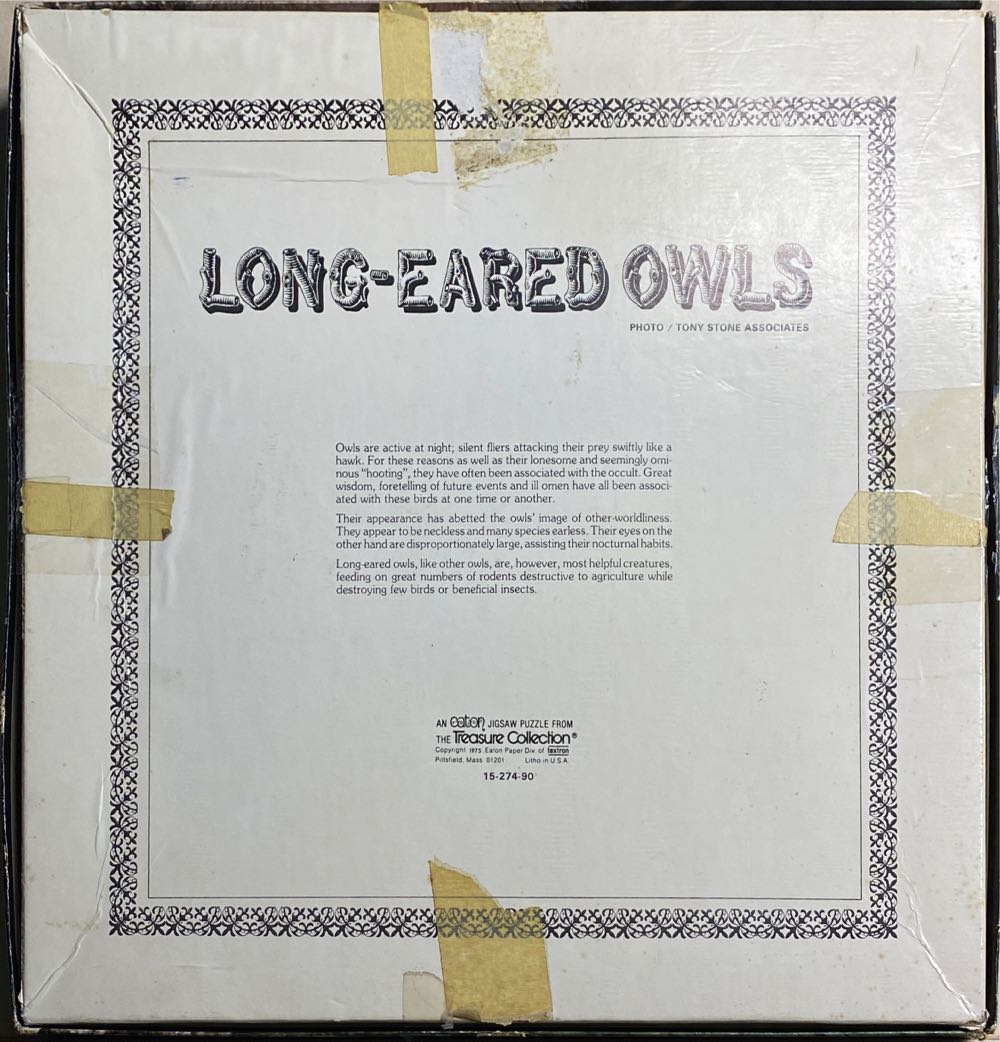 LONG-EARED OWLS
PHOTO / TONY STONE ASSOCIATES
Owls are active at night; silent fliers attacking their prey swiftly like a
hawk. For these reasons as well as their lonesome and seemingly omi-
nous "hooting", they have often been associated with the occult. Great
wisdom, foretelling of future events and ill omen have all been associ-
ated with these birds at one time or another.
Their appearance has abetted the owls' image of other-worldliness.
They appear to be neckless and many species earless. Their eyes on the
other hand are disproportionately large, assisting their nocturnal habits.
Long-eared owls, like other owls, are, however, most helpful creatures,
feeding on great numbers of rodents destructive to agriculture while
destroying few birds or beneficial insects.
AN eaton JIGSAW PUZZLE FROM
THE Treasure Collection®
Copyright 1975 Eaton Paper Div. of textron
Pittsfield, Mass 01201 Litho in U.S.A.
15-274-90